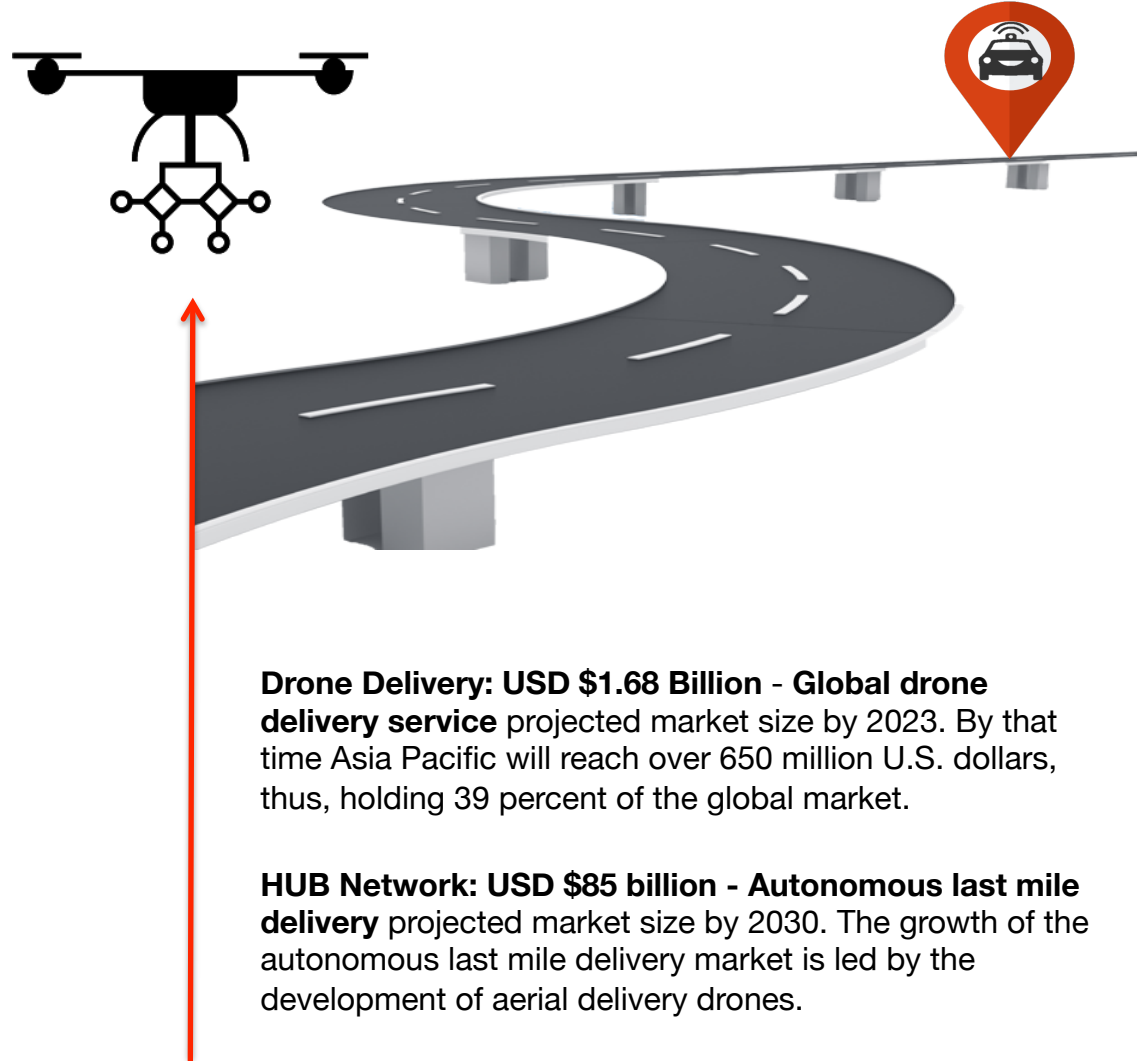 Drone Delivery: USD $1.68 Billion - Global drone
delivery service projected market size by 2023. By that
time Asia Pacific will reach over 650 million U.S. dollars,
thus, holding 39 percent of the global market.
HUB Network: USD $85 billion - Autonomous last mile
delivery projected market size by 2030. The growth of the
autonomous last mile delivery market is led by the
development of aerial delivery drones.